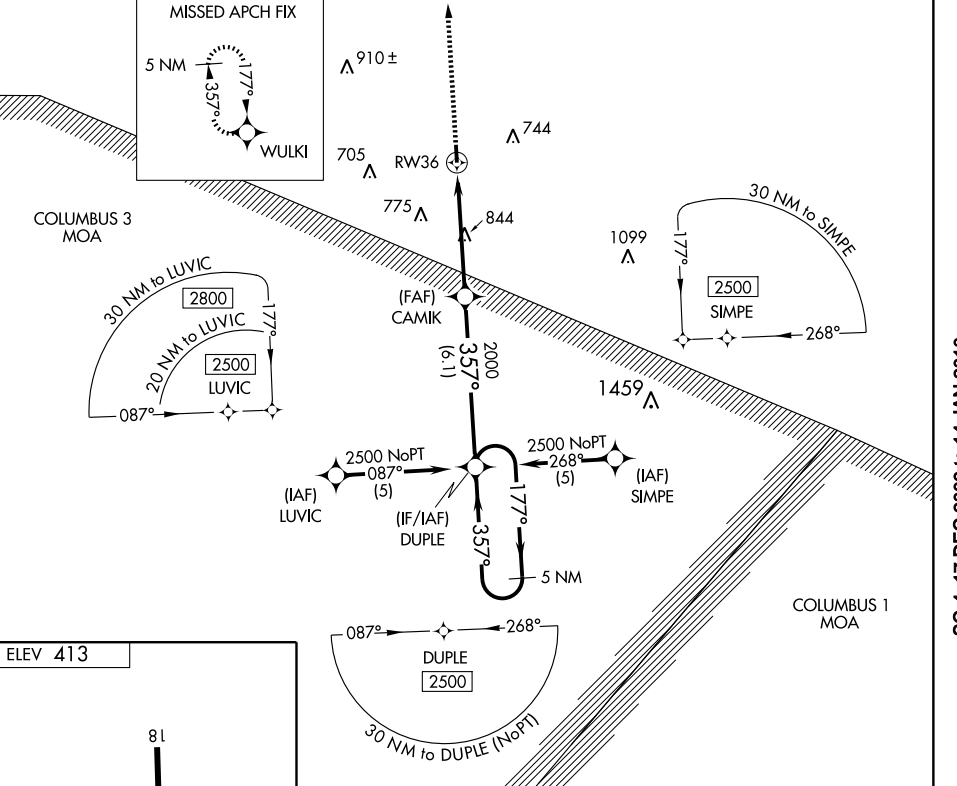 MISSED APCH FIX
5 NM
177°
357°
WULKI
910 ±
744
705
RW36
775
844
COLUMBUS 3
MOA
1099
30 NM to SIMPE
177°
2500
SIMPE
268°
30 NM to LUVIC
2800
177°
20 NM to LUVIC
2500
LUVIC
087°
(FAF)
CAMIK
2000
357°
(6.1)
1459
2500 NoPT
087°
(5)
(IAF)
LUVIC
2500 NoPT
268°
(5)
(IAF)
SIMPE
(IF/IAF)
DUPLE
177°
357°
5 NM
COLUMBUS 1
MOA
087°
268°
DUPLE
2500
30 NM to DUPLE (NoPT)
ELEV 413
18